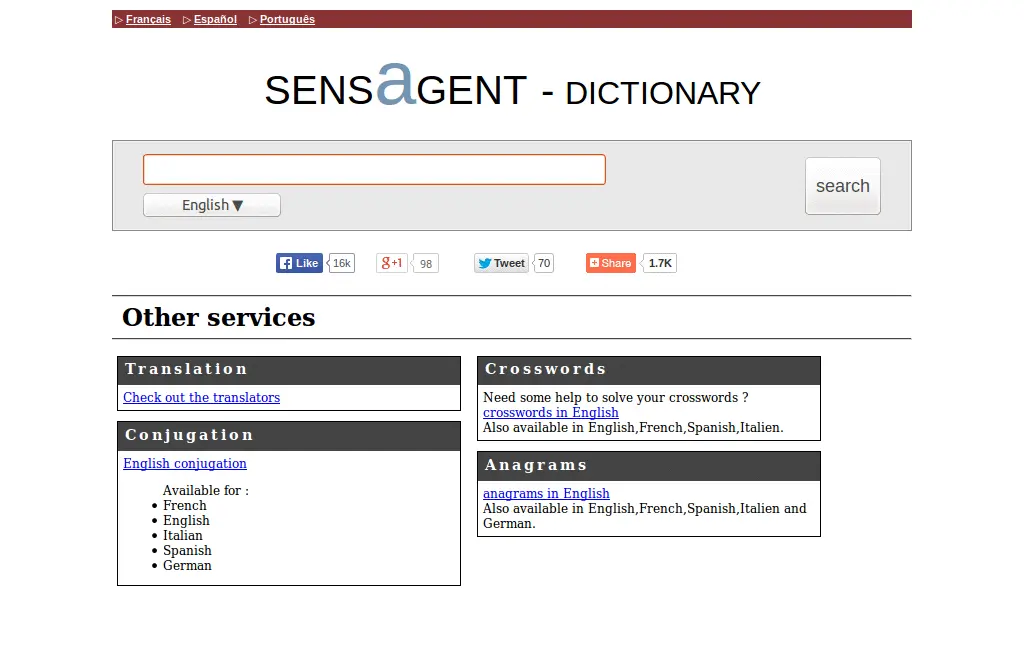 ▷ Français ▷ Español ▷ Português
SENSaGENT - DICTIONARY
search
English ▼
Like 16k g+1 98 Tweet 70 Share 1.7K
Other services
Translation
Check out the translators
Conjugation
English conjugation
Available for :
• French
• English
• Italian
• Spanish
• German
Crosswords
Need some help to solve your crosswords ?
crosswords in English
Also available in English,French,Spanish,Italien.
Anagrams
anagrams in English
Also available in English,French,Spanish,Italien and
German.